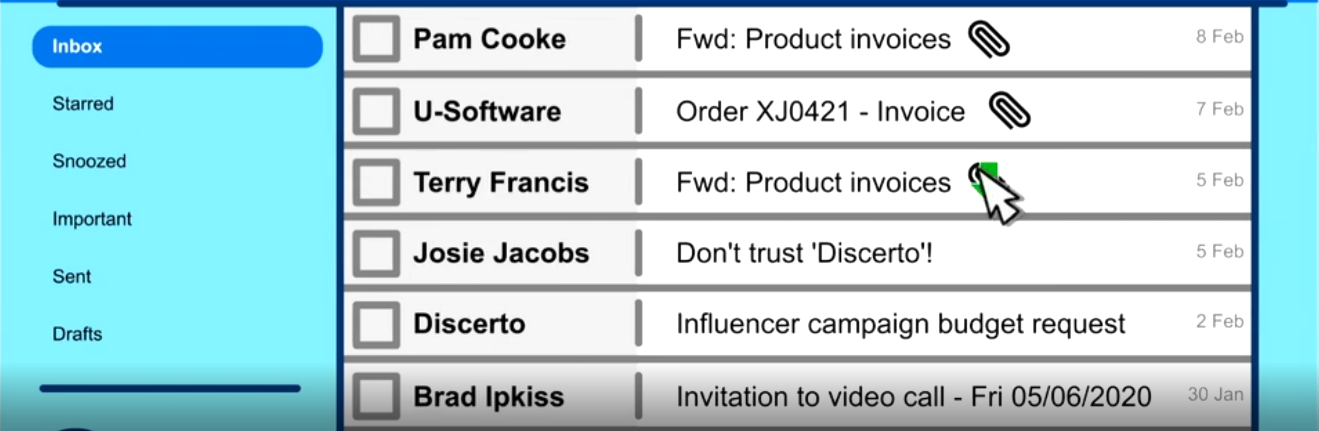 Inbox
Starred
Snoozed
Important
Sent
Drafts
Pam Cooke Fwd: Product invoices 8 Feb
U-Software Order XJ0421 - Invoice 7 Feb
Terry Francis Fwd: Product invoices 5 Feb
Josie Jacobs Don't trust 'Discerto'! 5 Feb
Discerto Influencer campaign budget request 2 Feb
Brad Ipkiss Invitation to video call - Fri 05/06/2020 30 Jan